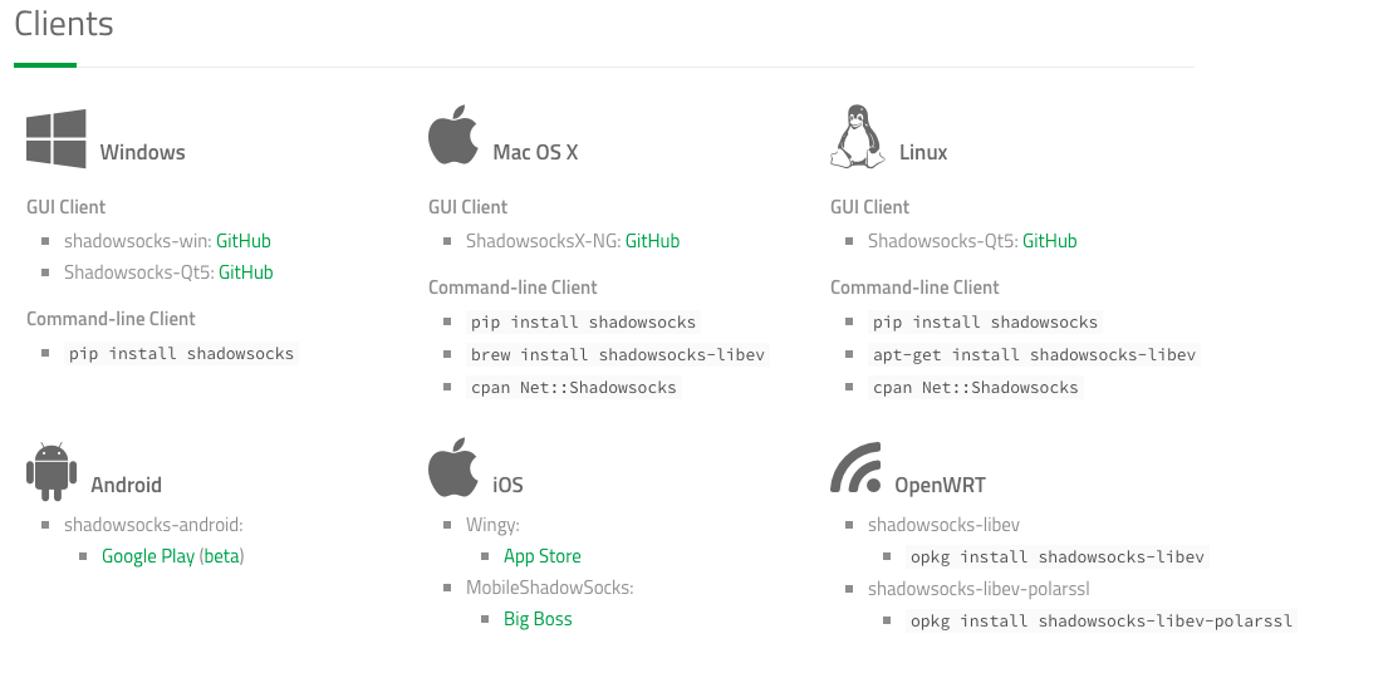 Clients
Windows
GUI Client
shadowsocks-win: GitHub
Shadowsocks-Qt5: GitHub
Command-line Client
pip install shadowsocks
Mac OS X
GUI Client
ShadowsocksX-NG: GitHub
Command-line Client
pip install shadowsocks
brew install shadowsocks-libev
cpan Net::Shadowsocks
Linux
GUI Client
Shadowsocks-Qt5: GitHub
Command-line Client
pip install shadowsocks
apt-get install shadowsocks-libev
cpan Net::Shadowsocks
Android
shadowsocks-android:
Google Play (beta)
iOS
Wingy:
App Store
MobileShadowSocks:
Big Boss
OpenWRT
shadowsocks-libev
opkg install shadowsocks-libev
shadowsocks-libev-polarssl
opkg install shadowsocks-libev-polarssl